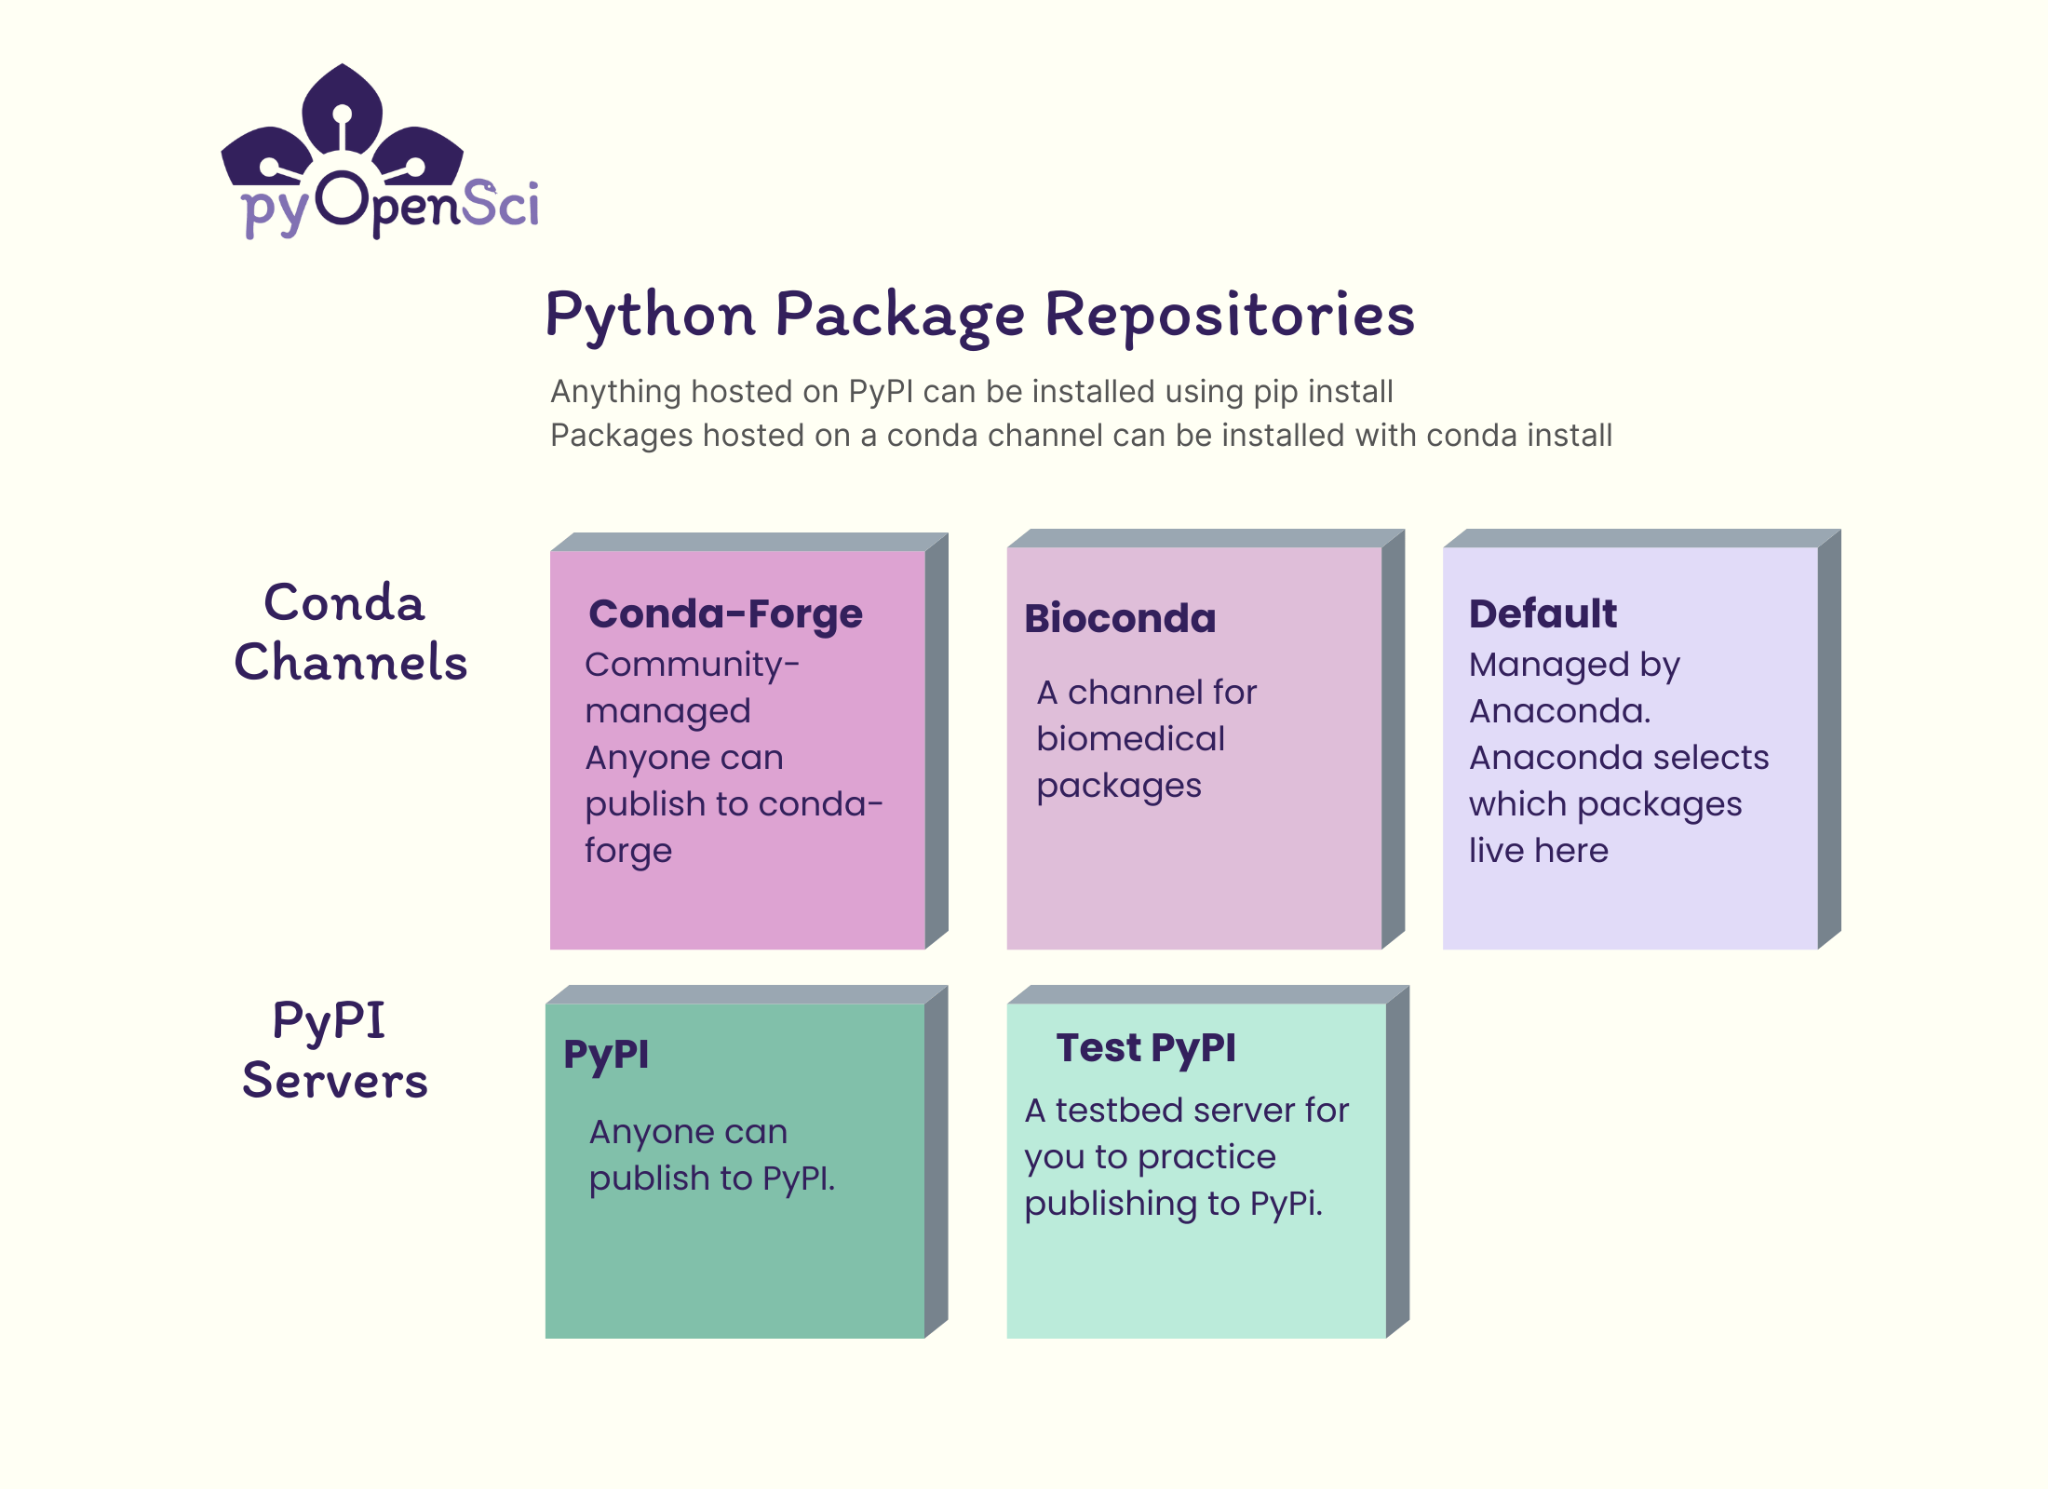 pyOpenSci
Python Package Repositories
Anything hosted on PyPI can be installed using pip install
Packages hosted on a conda channel can be installed with conda install
Conda
Channels
Conda-Forge
Community-
managed
Anyone can
publish to conda-
forge
Bioconda
A channel for
biomedical
packages
Default
Managed by
Anaconda.
Anaconda selects
which packages
live here
PyPI
Servers
PyPI
Anyone can
publish to PyPI.
Test PyPI
A testbed server for
you to practice
publishing to PyPi.